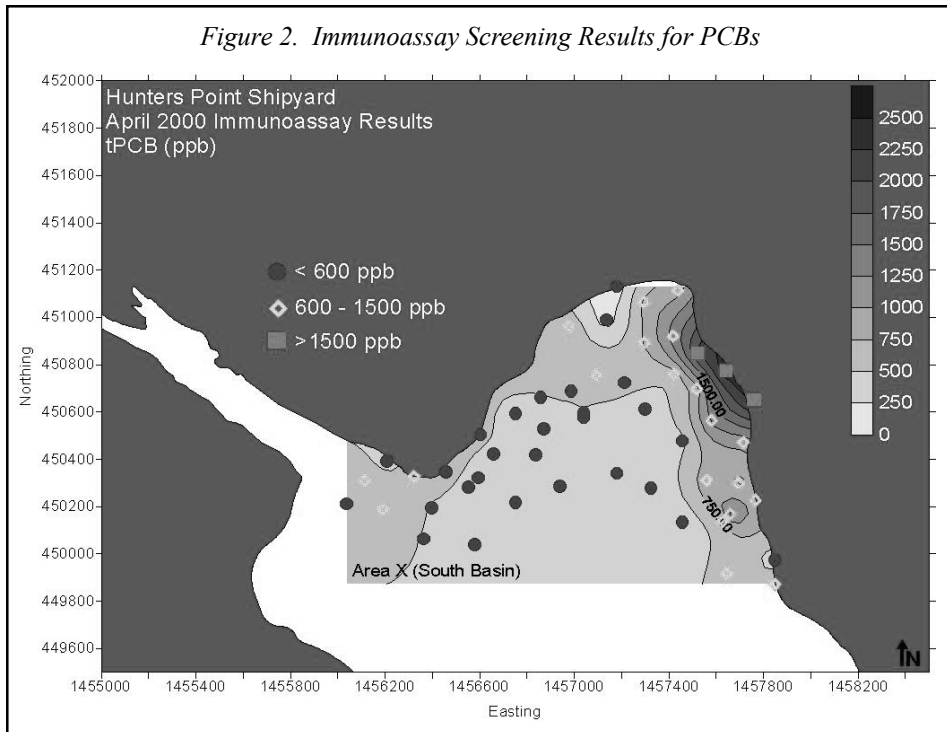 Figure 2. Immunoassay Screening Results for PCBs
452000
451800
451600
451400
451200
451000
450800
450600
450400
450200
450000
449800
449600
Northing
Hunters Point Shipyard
April 2000 Immunoassay Results
tPCB (ppb)
< 600 ppb
600 - 1500 ppb
>1500 ppb
1500.00
750.00
Area X (South Basin)
2500
2250
2000
1750
1500
1250
1000
750
500
250
0
N
1455000 1455400 1455800 1456200 1456600 1457000 1457400 1457800 1458200
Easting